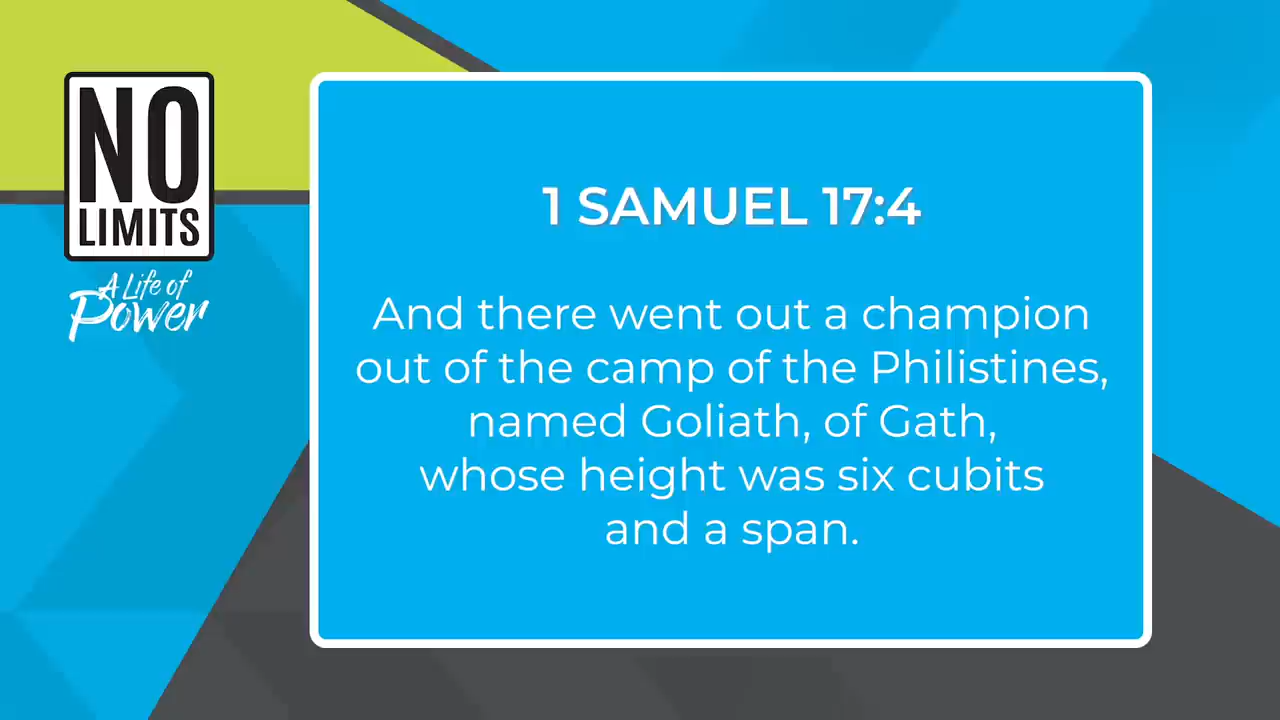 NO
LIMITS
A Life of
Power
1 SAMUEL 17:4
And there went out a champion
out of the camp of the Philistines,
named Goliath, of Gath,
whose height was six cubits
and a span.